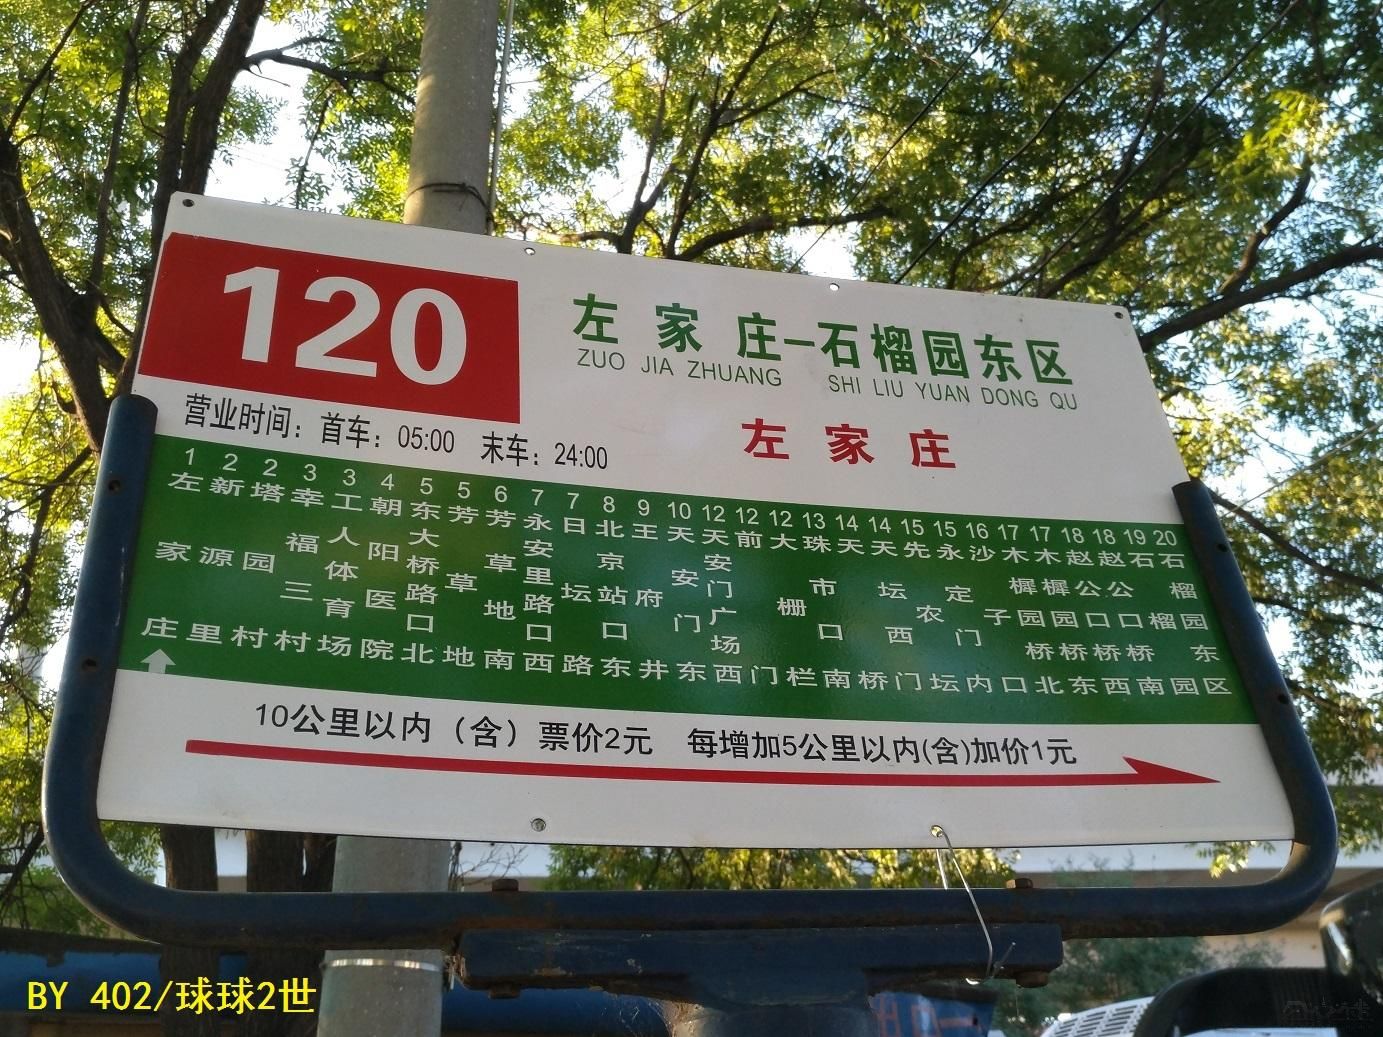 120
左家庄—石榴园东区
ZUO JIA ZHUANG SHI LIU YUAN DONG QU
左家庄
营业时间：首车：05:00 末车：24:00
1 左家庄
2 新源里
2 塔园村
3 幸福三村
3 工人体育场
4 朝阳医院
5 东大桥路口北
5 芳草地
6 芳草地南
7 永安里路口西
7 日坛路
8 北京站口东
9 王府井
10 天安门东
12 天安门广场西
12 前门
12 大栅栏
13 珠市口南
14 天桥
14 天坛西门
15 先农坛
15 永定门内
16 沙子口
17 木樨园桥北
17 木樨园桥东
18 赵公口桥西
18 赵公口桥南
19 石榴园
20 石榴园东区
10公里以内（含）票价2元 每增加5公里以内(含)加价1元
BY 402/球球2世